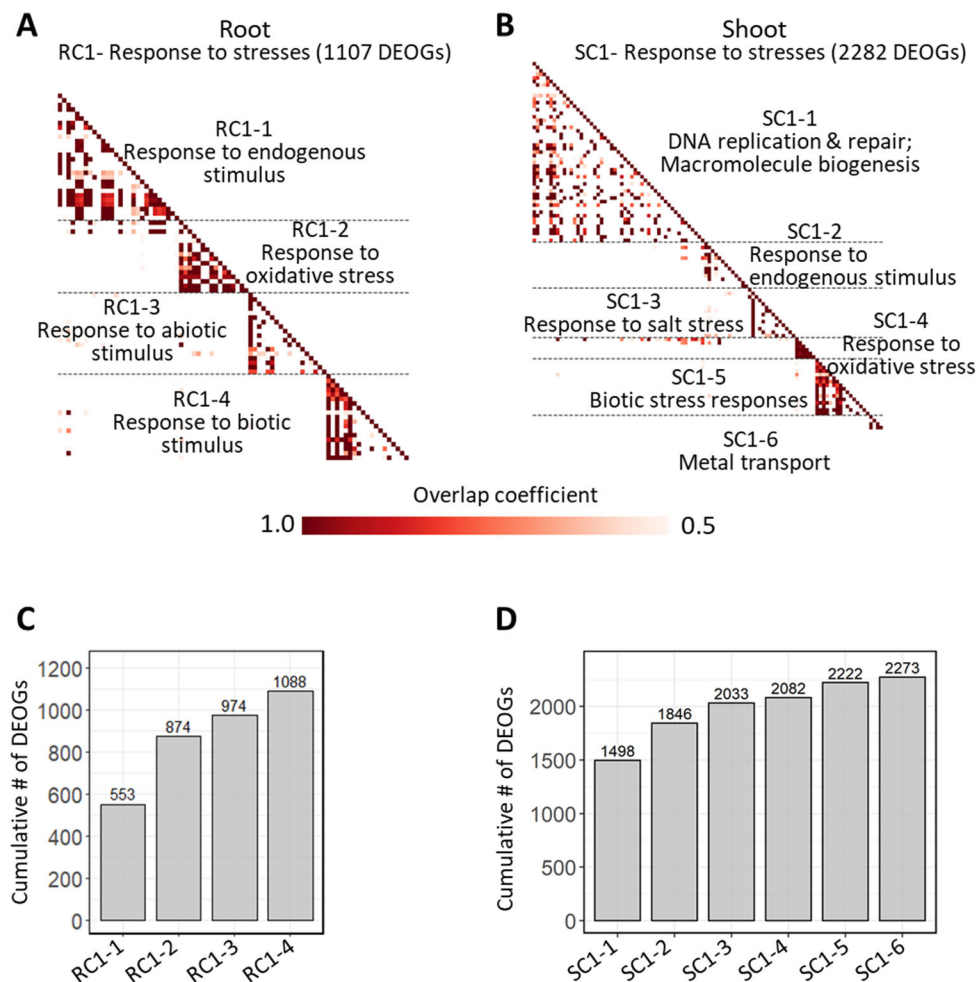 A
Root
RC1- Response to stresses (1107 DEOGs)
RC1-1
Response to endogenous
stimulus
RC1-2
Response to
oxidative stress
RC1-3
Response to abiotic
stimulus
RC1-4
Response to biotic
stimulus
B
Shoot
SC1- Response to stresses (2282 DEOGs)
SC1-1
DNA replication & repair;
Macromolecule biogenesis
SC1-2
Response to
endogenous stimulus
SC1-3
Response to salt stress
SC1-4
Response to
oxidative stress
SC1-5
Biotic stress responses
SC1-6
Metal transport
Overlap coefficient
1.0
0.5
C
Cumulative # of DEOGs
1200
1000
800
600
400
200
0
553
874
974
1088
RC1-1
RC1-2
RC1-3
RC1-4
D
Cumulative # of DEOGs
2000
1500
1000
500
0
1498
1846
2033
2082
2222
2273
SC1-1
SC1-2
SC1-3
SC1-4
SC1-5
SC1-6